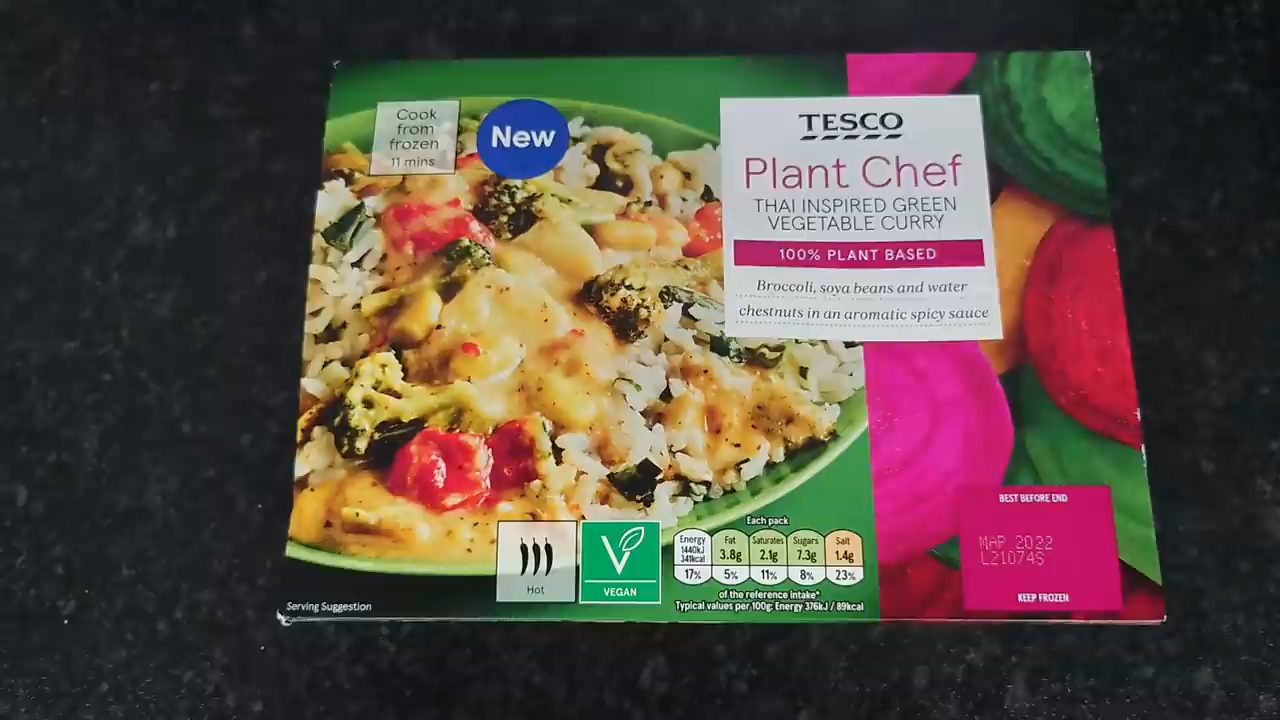 Cook
from
frozen
11 mins
New
TESCO
Plant Chef
THAI INSPIRED GREEN
VEGETABLE CURRY
100% PLANT BASED
Broccoli, soya beans and water
chestnuts in an aromatic spicy sauce
Hot
VEGAN
Each pack
Energy 1440kJ 341kcal 17%
Fat 3.8g 5%
Saturates 2.1g 11%
Sugars 7.3g 8%
Salt 1.4g 23%
of the reference intake*
Typical values per 100g: Energy 376kJ / 89kcal
BEST BEFORE END
MAR 2022
L21074S
KEEP FROZEN
Serving Suggestion